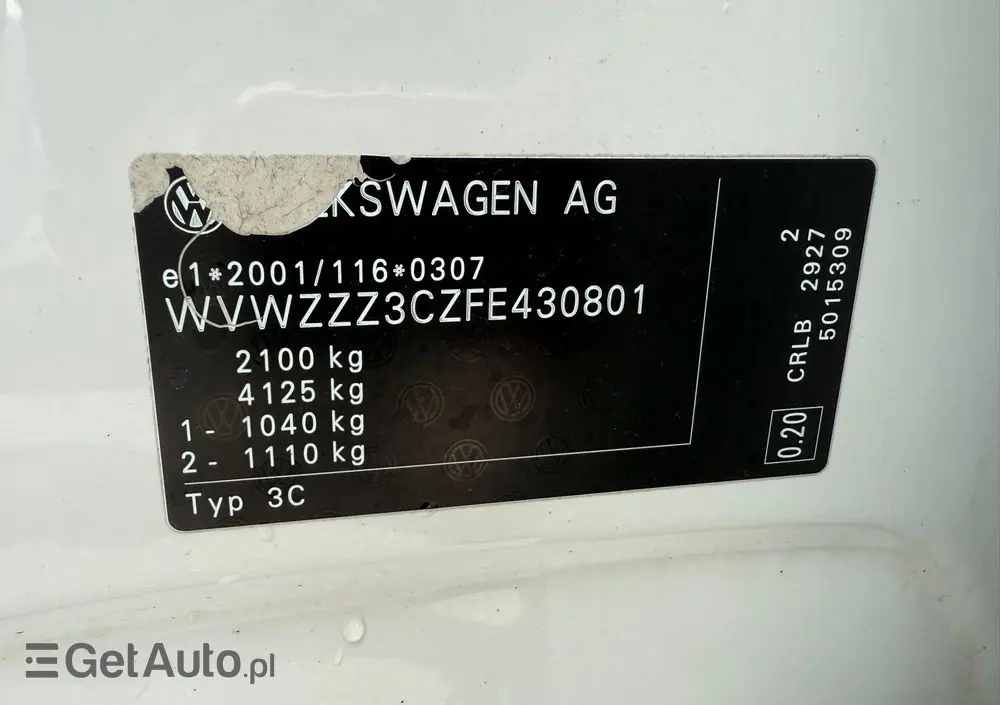 KSWAGEN AG
e1*2001/116*0307
WVWZZZ3CZFE430801
2100 kg
4125 kg
1- 1040 kg
2- 1110 kg
Typ 3C
2
CRLB 2927
5015309
0.20
GetAuto.pl